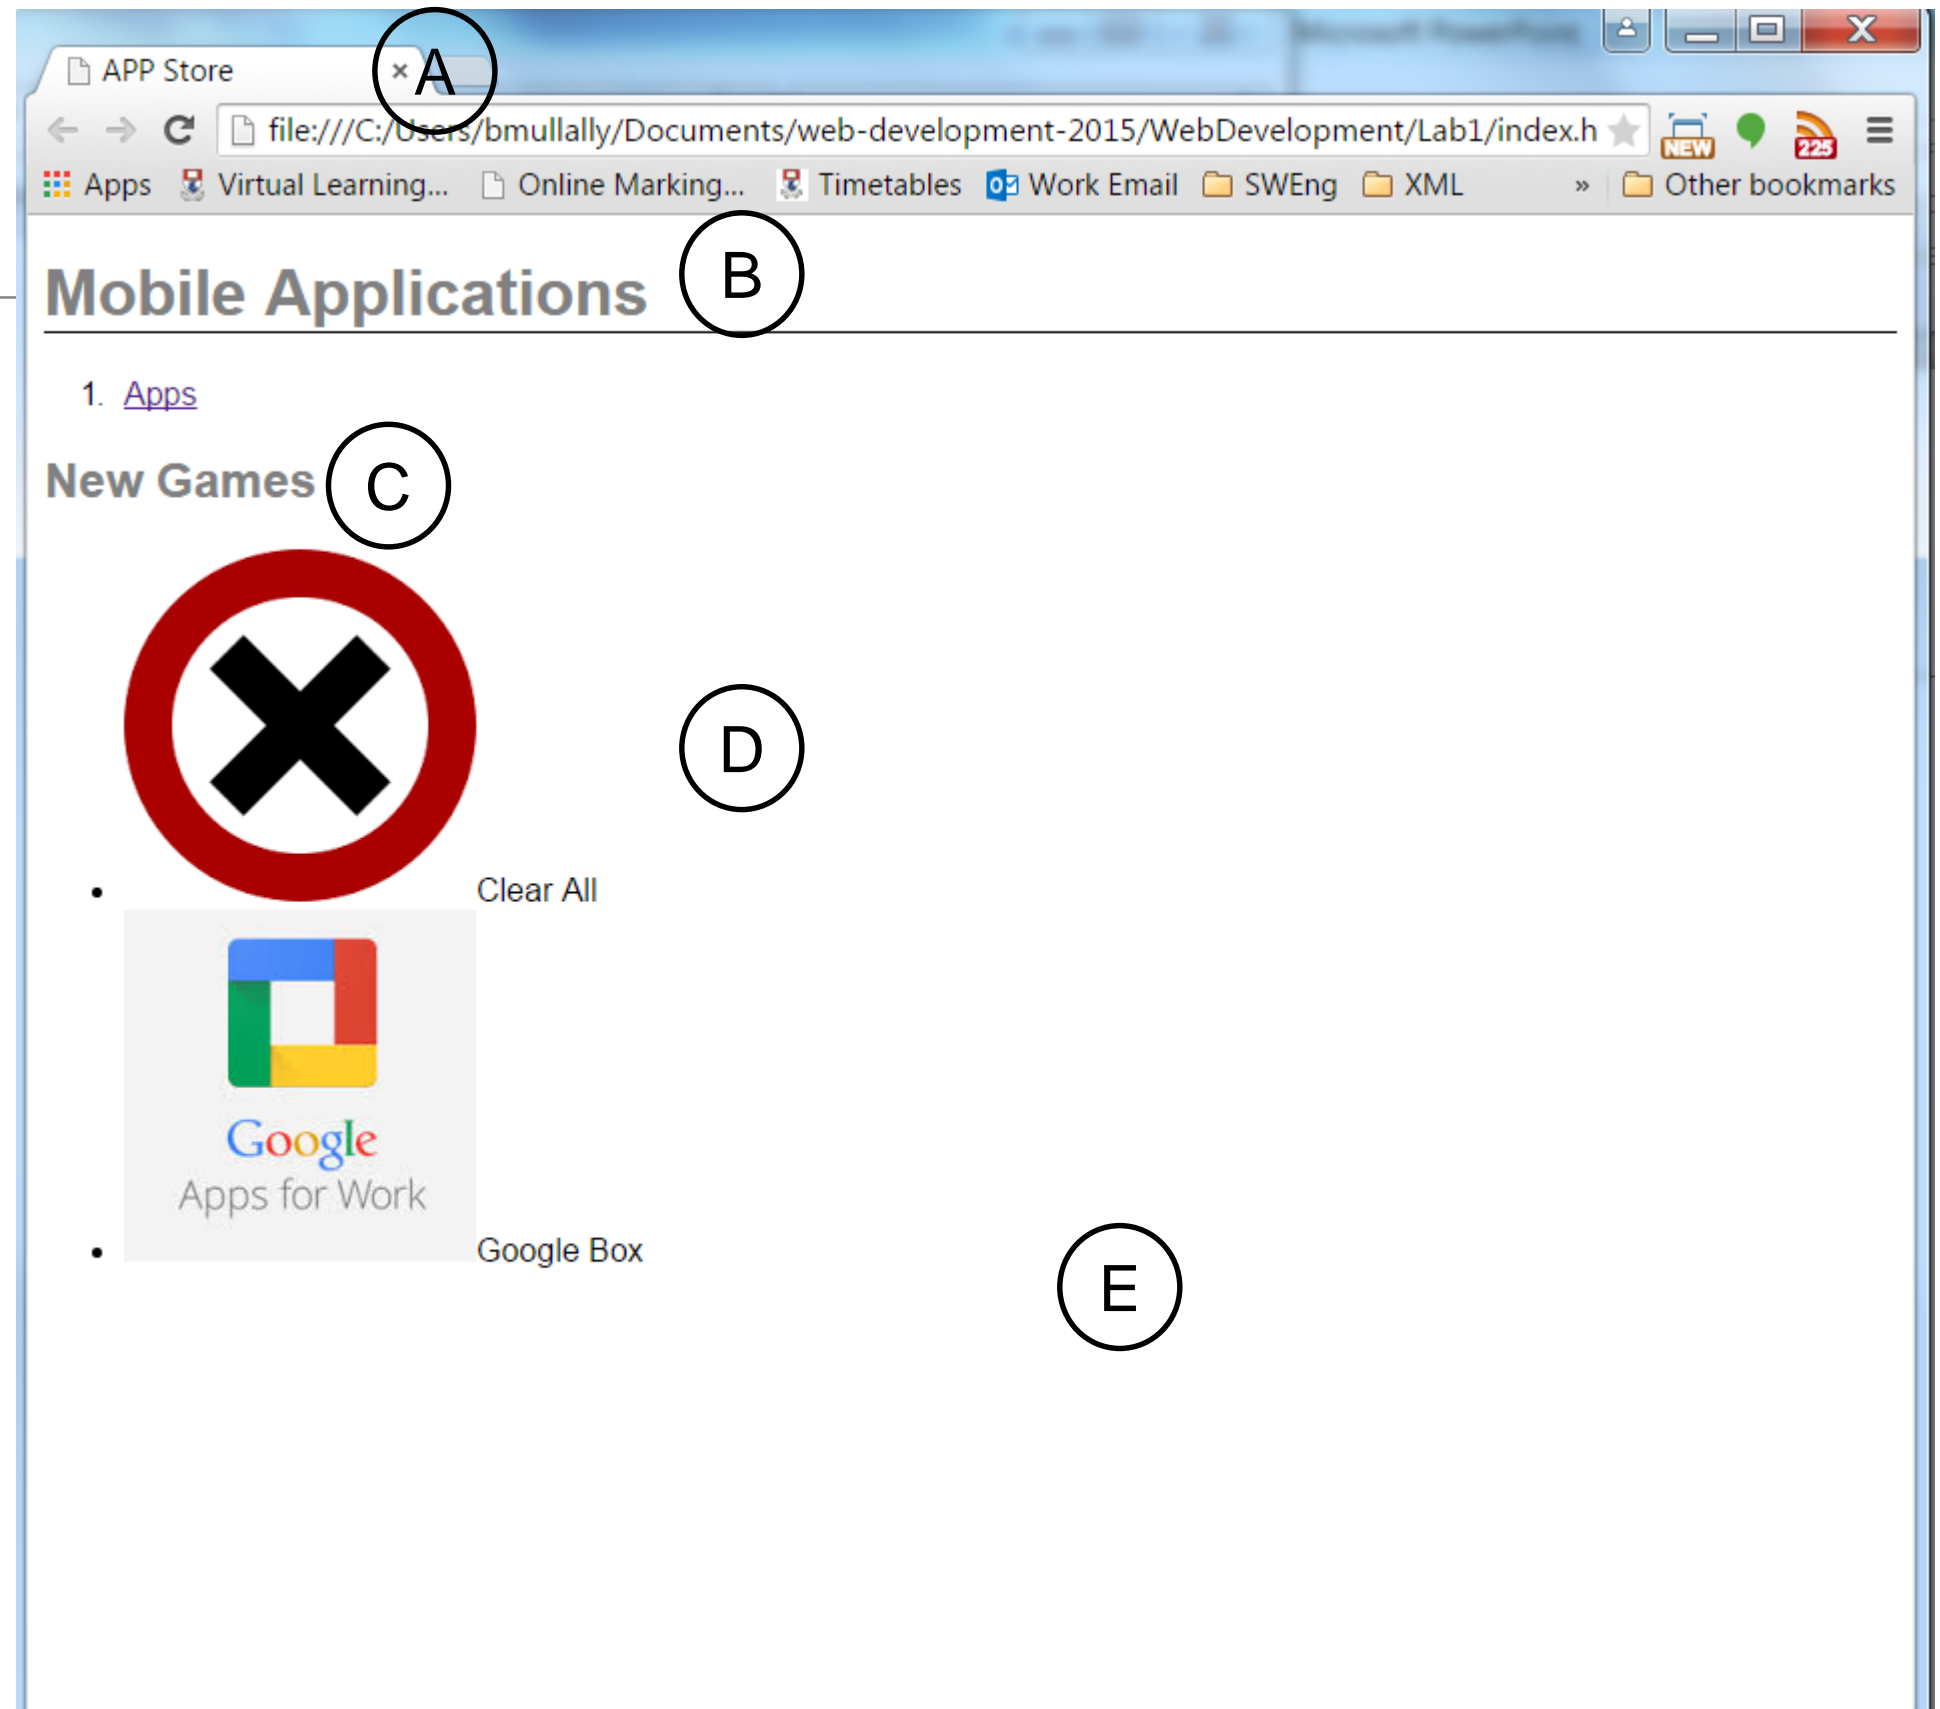 Microsoft PowerPoint
APP Store
A
file:///C:/Users/bmullally/Documents/web-development-2015/WebDevelopment/Lab1/index.h
NEW
225
Apps Virtual Learning... Online Marking... Timetables Work Email SWEng XML » Other bookmarks
Mobile Applications
B
1. Apps
New Games
C
D
• Clear All
Google
Apps for Work
• Google Box
E